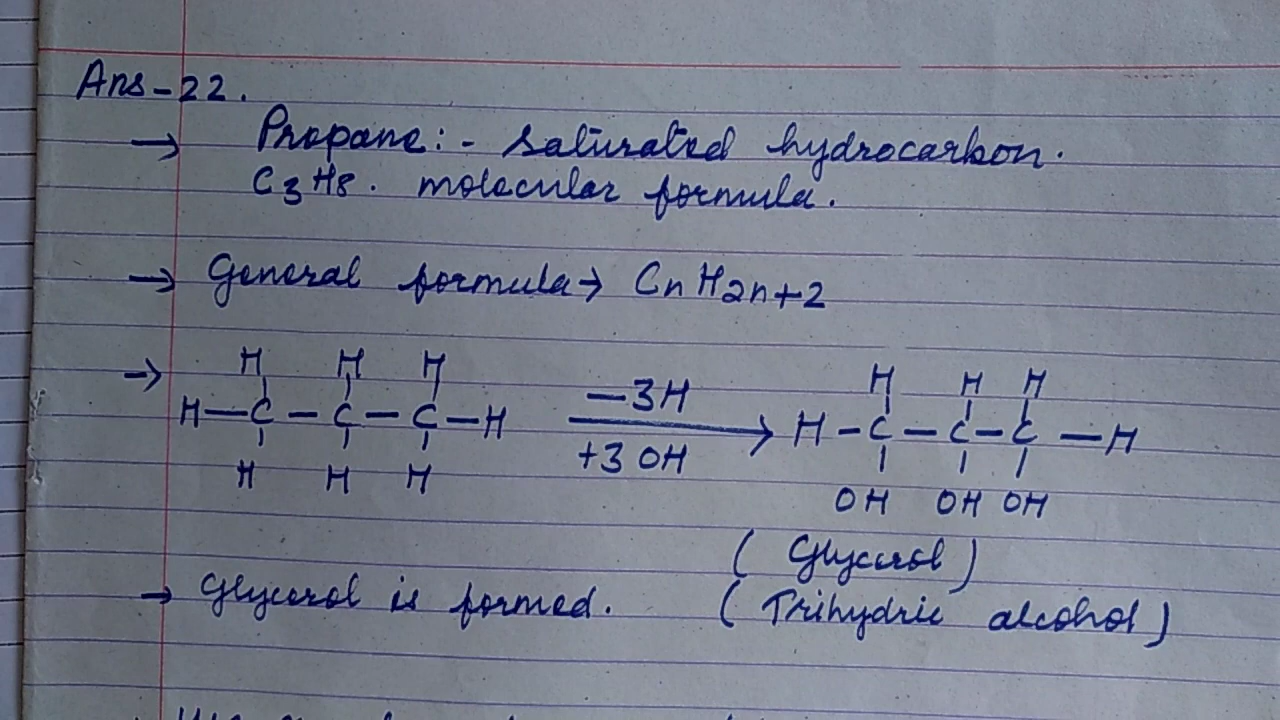 Ans-22.
→ Propane:- Saturated hydrocarbon.
C3H8. molecular formula.
→ General formula→ CnH2n+2
→ H H H
H—C—C—C—H
H H H
—3H
+3 OH
H H H
H—C—C—C—H
OH OH OH
(Glycerol)
→ Glycerol is formed. (Trihydric alcohol)